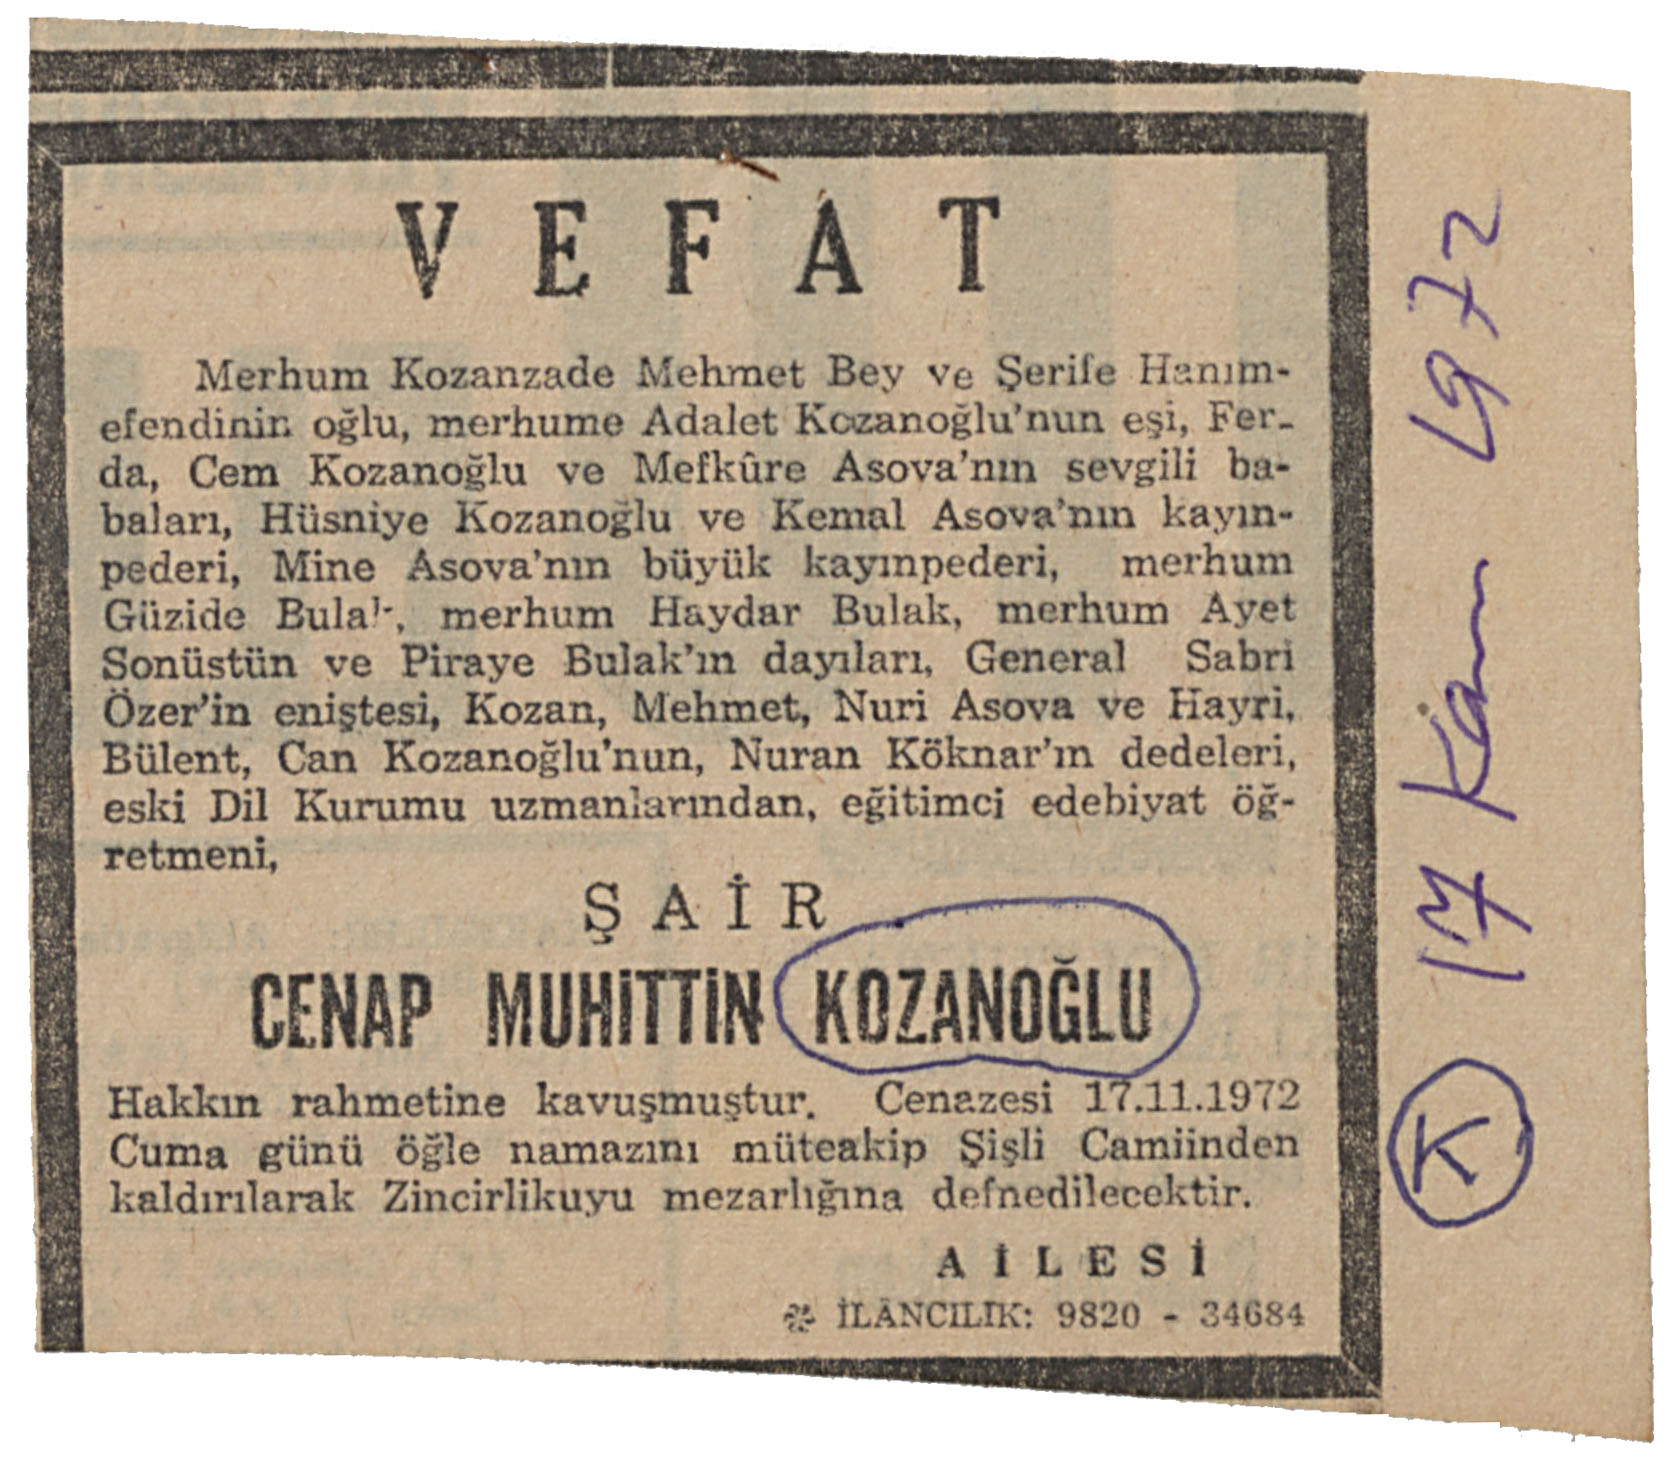 VEFAT
Merhum Kozanzade Mehmet Bey ve Şerife Hanım-
efendinin oğlu, merhume Adalet Kozanoğlu'nun eşi, Fer-
da, Cem Kozanoğlu ve Mefkûre Asova'nın sevgili ba-
baları, Hüsniye Kozanoğlu ve Kemal Asova'nın kayın-
pederi, Mine Asova'nın büyük kayınpederi, merhum
Güzide Bulak, merhum Haydar Bulak, merhum Ayet
Sonüstün ve Piraye Bulak'ın dayıları, General Sabri
Özer'in eniştesi, Kozan, Mehmet, Nuri Asova ve Hayri,
Bülent, Can Kozanoğlu'nun, Nuran Köknar'ın dedeleri,
eski Dil Kurumu uzmanlarından, eğitimci edebiyat öğ-
retmeni,
ŞAİR
CENAP MUHİTTİN KOZANOĞLU
Hakkın rahmetine kavuşmuştur. Cenazesi 17.11.1972
Cuma günü öğle namazını müteakip Şişli Camiinden
kaldırılarak Zincirlikuyu mezarlığına defnedilecektir.
AİLESİ
İLÂNCILIK: 9820 - 34684
K 17 Kam 1972